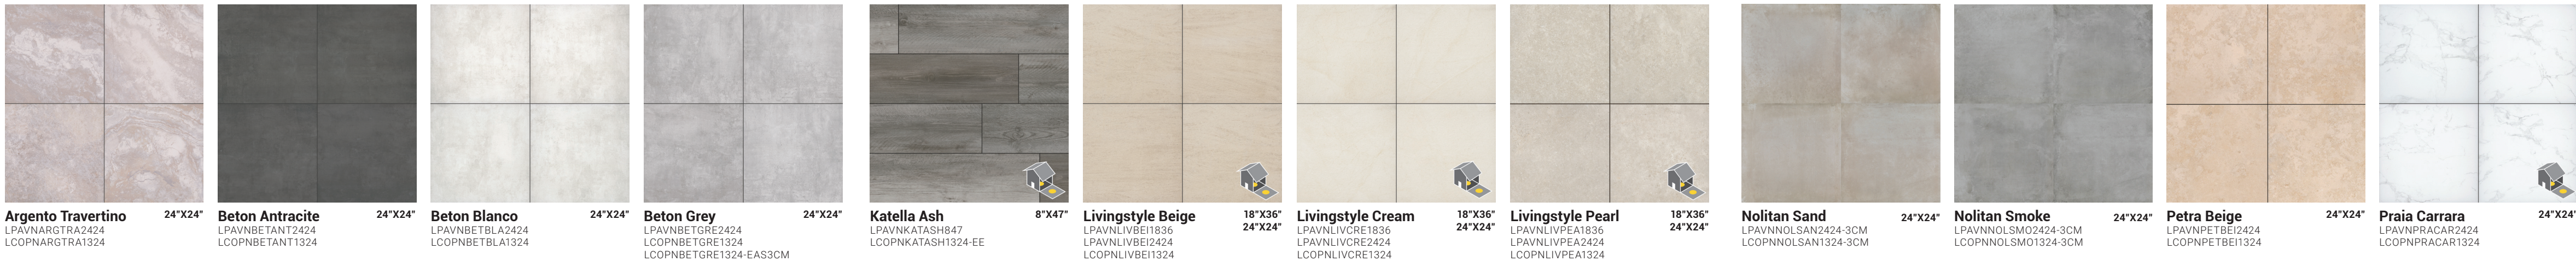 Argento Travertino 24"X24"
LPAVNARGTRA2424
LCOPNARGTRA1324
Beton Antracite 24"X24"
LPAVNBETANT2424
LCOPNBETANT1324
Beton Blanco 24"X24"
LPAVNBETBLA2424
LCOPNBETBLA1324
Beton Grey 24"X24"
LPAVNBETGRE2424
LCOPNBETGRE1324
LCOPNBETGRE1324-EAS3CM
Katella Ash 8"X47"
LPAVNKATASH847
LCOPNKATASH1324-EE
Livingstyle Beige 18"X36"
24"X24"
LPAVNLIVBEI1836
LPAVNLIVBEI2424
LCOPNLIVBEI1324
Livingstyle Cream 18"X36"
24"X24"
LPAVNLIVCRE1836
LPAVNLIVCRE2424
LCOPNLIVCRE1324
Livingstyle Pearl 18"X36"
24"X24"
LPAVNLIVPEA1836
LPAVNLIVPEA2424
LCOPNLIVPEA1324
Nolitan Sand 24"X24"
LPAVNNOLSAN2424-3CM
LCOPNNOLSAN1324-3CM
Nolitan Smoke 24"X24"
LPAVNNOLSMO2424-3CM
LCOPNNOLSMO1324-3CM
Petra Beige 24"X24"
LPAVNPETBEI2424
LCOPNPETBEI1324
Praia Carrara 24"X24"
LPAVNPRACAR2424
LCOPNPRACAR1324